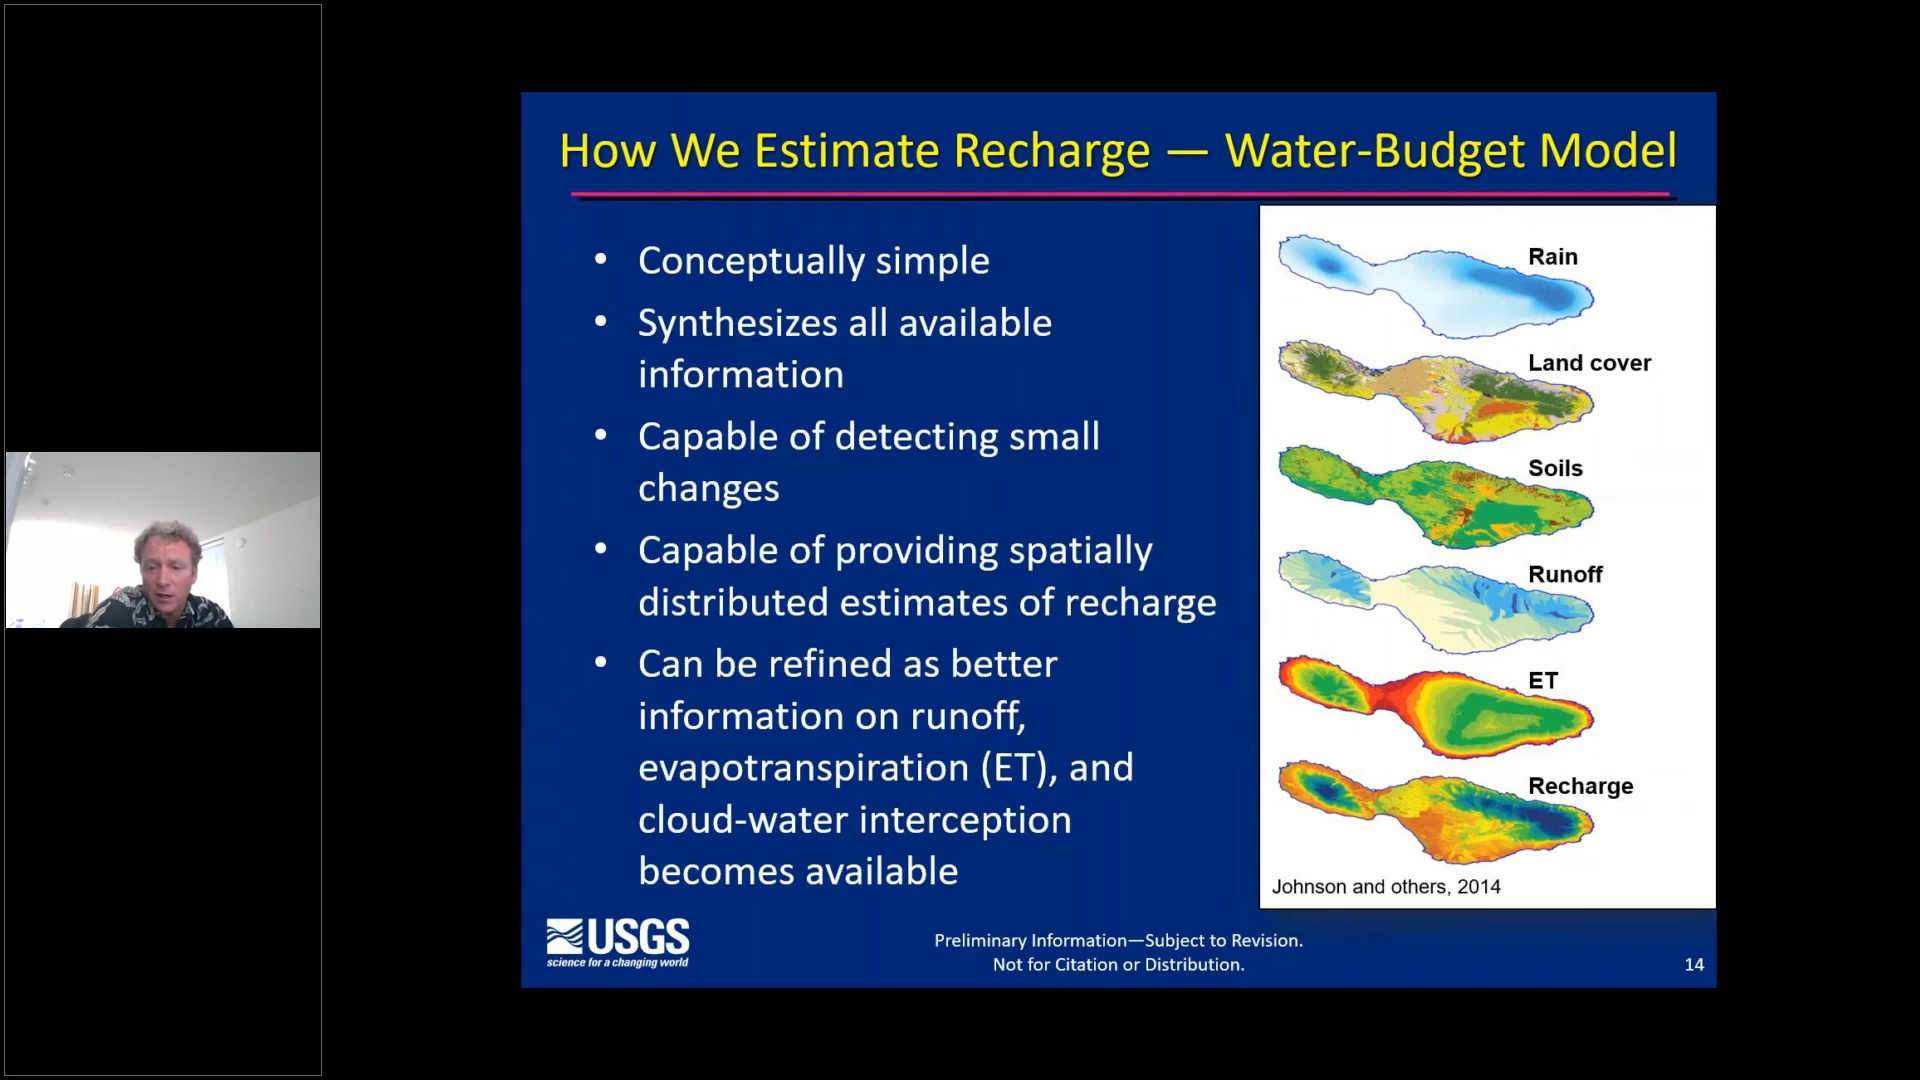 How We Estimate Recharge — Water-Budget Model
• Conceptually simple
• Synthesizes all available
information
• Capable of detecting small
changes
• Capable of providing spatially
distributed estimates of recharge
• Can be refined as better
information on runoff,
evapotranspiration (ET), and
cloud-water interception
becomes available
Rain
Land cover
Soils
Runoff
ET
Recharge
Johnson and others, 2014
USGS
science for a changing world
Preliminary Information—Subject to Revision.
Not for Citation or Distribution.
14